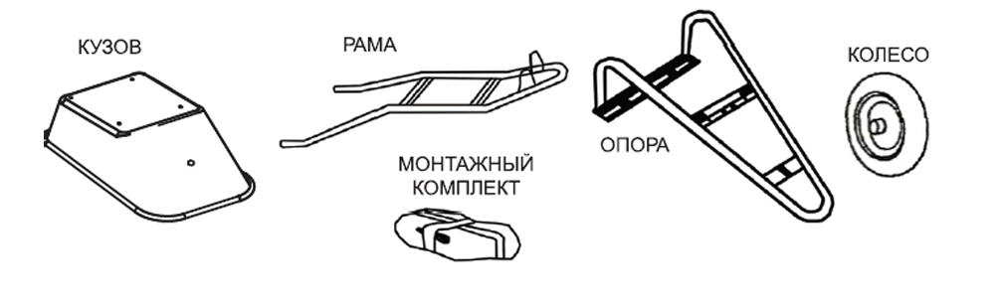 КУЗОВ
РАМА
КОЛЕСО
ОПОРА
МОНТАЖНЫЙ
КОМПЛЕКТ